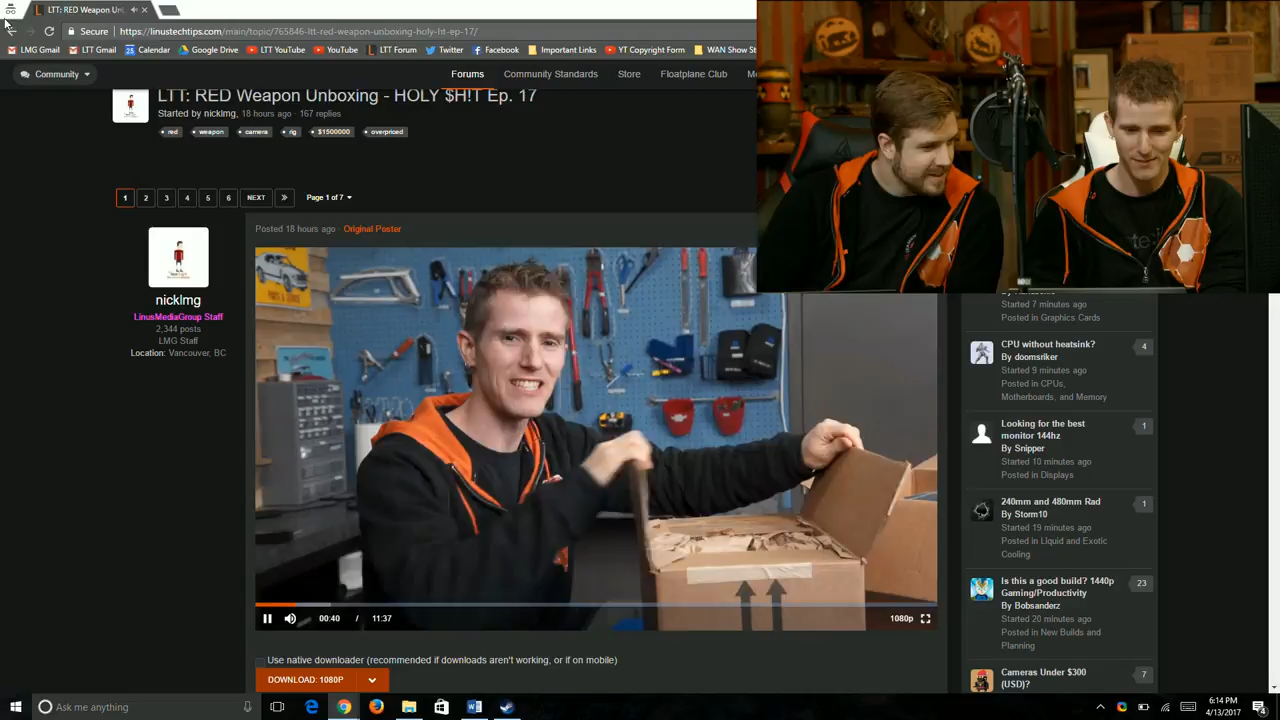 LTT: RED Weapon Un
Secure
https://linustechtips.com/main/topic/765846-ltt-red-weapon-unboxing-holy-ht-ep-17/
LMG Gmail
LTT Gmail
Calendar
Google Drive
LTT YouTube
YouTube
LTT Forum
Twitter
Facebook
Important Links
YT Copyright Form
WAN Show St
Community
Forums
Community Standards
Store
Floatplane Club
LTT: RED Weapon Unboxing - HOLY $H!T Ep. 17
Started by nicklmg, 18 hours ago · 167 replies
red
weapon
camera
rig
$1500000
overpriced
1
2
3
4
5
6
NEXT
Page 1 of 7
Posted 18 hours ago · Original Poster
nicklmg
LinusMediaGroup Staff
2,344 posts
LMG Staff
Location: Vancouver, BC
00:40 / 11:37
1080p
Use native downloader (recommended if downloads aren't working, or if on mobile)
DOWNLOAD: 1080P
Started 7 minutes ago
Posted in Graphics Cards
CPU without heatsink?
4
By doomsriker
Started 9 minutes ago
Posted in CPUs,
Motherboards, and Memory
Looking for the best
1
monitor 144hz
By Snipper
Started 10 minutes ago
Posted in Displays
240mm and 480mm Rad
1
By Storm10
Started 19 minutes ago
Posted in Liquid and Exotic
Cooling
Is this a good build? 1440p
23
Gaming/Productivity
By Bobsanderz
Started 20 minutes ago
Posted in New Builds and
Planning
Cameras Under $300
7
(USD)?
Ask me anything
6:14 PM
4/13/2017
4